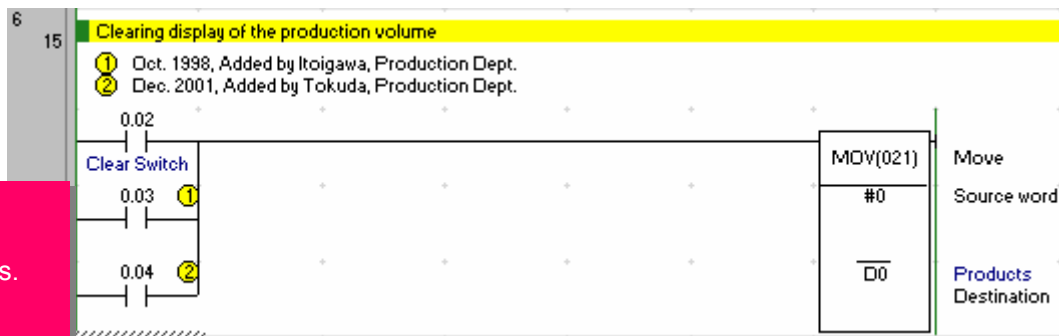 6
15
Clearing display of the production volume
1 Oct. 1998, Added by Itoigawa, Production Dept.
2 Dec. 2001, Added by Tokuda, Production Dept.
0.02
Clear Switch
MOV(021) Move
0.03 1
#0 Source word
s.
0.04 2
D0 Products
Destination